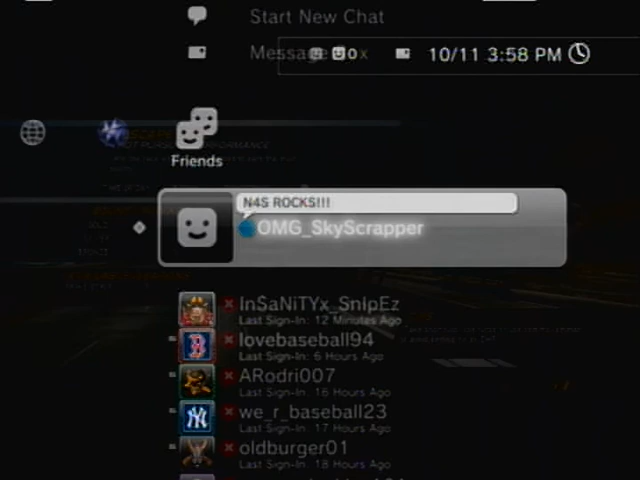 Start New Chat
Message
10/11 3:58 PM
Friends
N4S ROCKS!!!
OMG_SkyScrapper
InSaNiTYx_SnIpEz
Last Sign-In: 12 Minutes Ago
lovebaseball94
Last Sign-In: 6 Hours Ago
ARodri007
Last Sign-In: 16 Hours Ago
we_r_baseball23
Last Sign-In: 17 Hours Ago
oldburger01
Last Sign-In: 18 Hours Ago